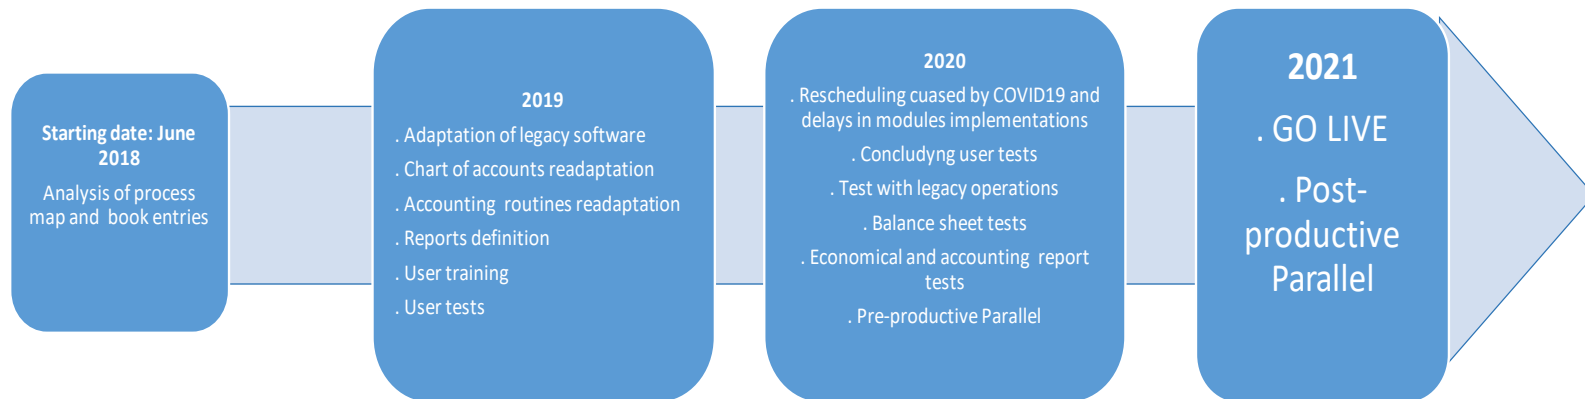 Starting date: June
2018
Analysis of process
map and book entries
2019
. Adaptation of legacy software
. Chart of accounts readaptation
. Accounting routines readaptation
. Reports definition
. User training
. User tests
2020
. Rescheduling cuased by COVID19 and
delays in modules implementations
. Concludyng user tests
. Test with legacy operations
. Balance sheet tests
. Economical and accounting report
tests
. Pre-productive Parallel
2021
. GO LIVE
. Post-
productive
Parallel